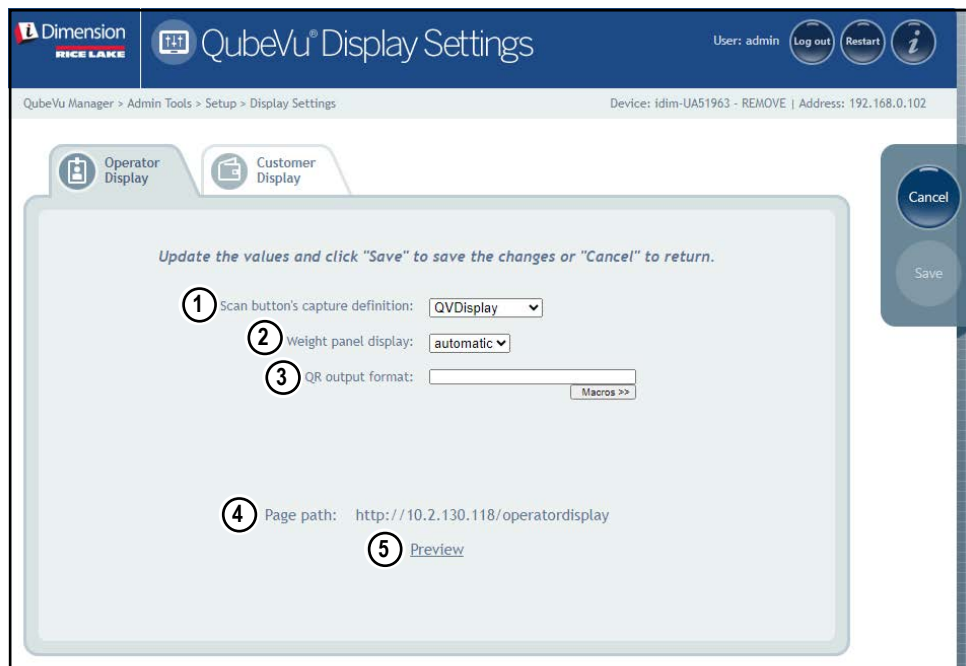 iDimension
RICE LAKE
QubeVu® Display Settings
User: admin
Log out
Restart
i
QubeVu Manager > Admin Tools > Setup > Display Settings
Device: idim-UA51963 - REMOVE | Address: 192.168.0.102
Operator
Display
Customer
Display
Cancel
Save
Update the values and click "Save" to save the changes or "Cancel" to return.
1 Scan button's capture definition: QVDisplay
2 Weight panel display: automatic
3 QR output format:
Macros >>
4 Page path: http://10.2.130.118/operatordisplay
5 Preview